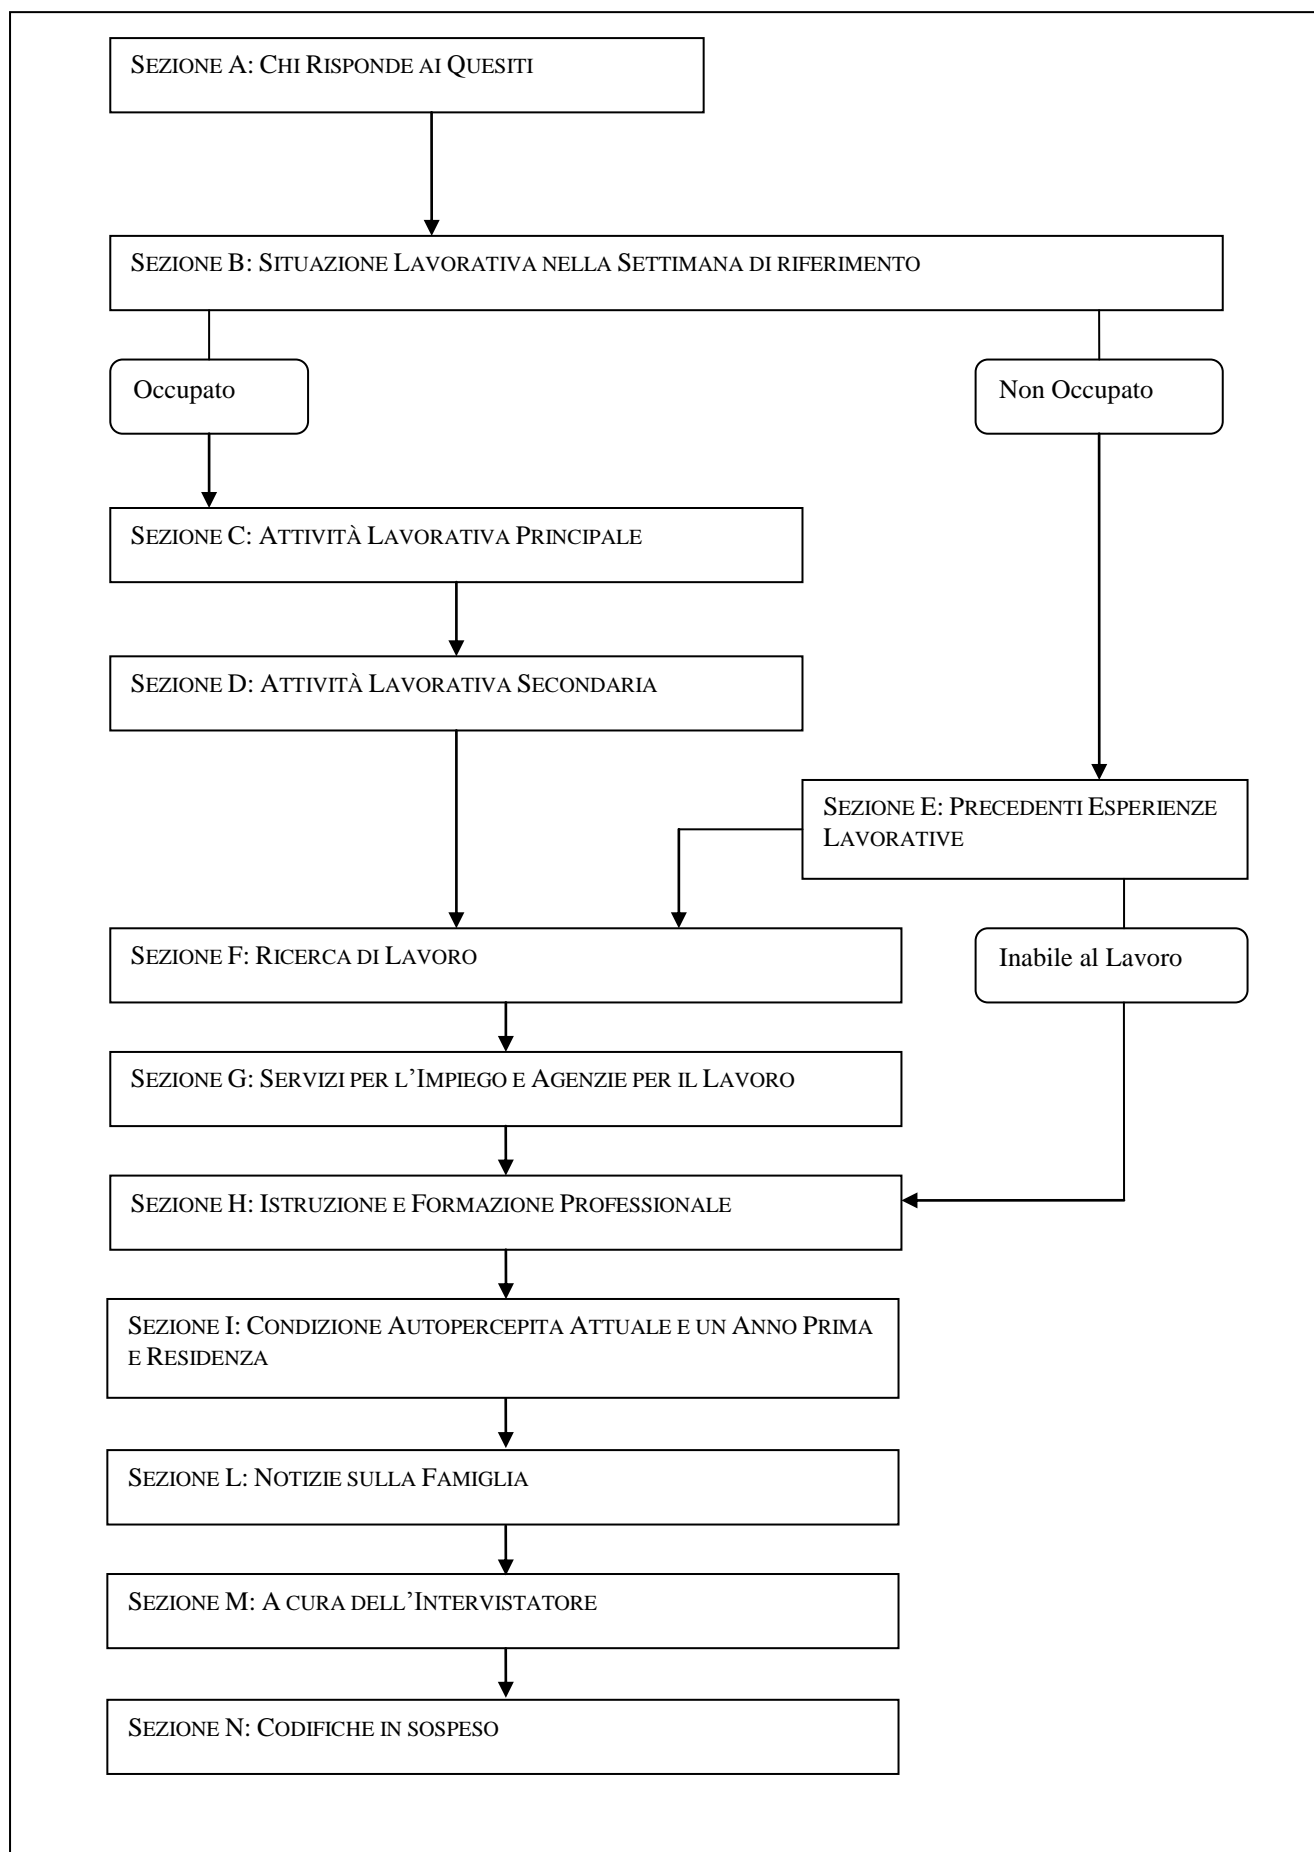 SEZIONE A: CHI RISPONDE AI QUESITI
SEZIONE B: SITUAZIONE LAVORATIVA NELLA SETTIMANA DI RIFERIMENTO
Occupato
Non Occupato
SEZIONE C: ATTIVITÀ LAVORATIVA PRINCIPALE
SEZIONE D: ATTIVITÀ LAVORATIVA SECONDARIA
SEZIONE E: PRECEDENTI ESPERIENZE
LAVORATIVE
SEZIONE F: RICERCA DI LAVORO
Inabile al Lavoro
SEZIONE G: SERVIZI PER L’IMPIEGO E AGENZIE PER IL LAVORO
SEZIONE H: ISTRUZIONE E FORMAZIONE PROFESSIONALE
SEZIONE I: CONDIZIONE AUTOPERCEPITA ATTUALE E UN ANNO PRIMA
E RESIDENZA
SEZIONE L: NOTIZIE SULLA FAMIGLIA
SEZIONE M: A CURA DELL’INTERVISTATORE
SEZIONE N: CODIFICHE IN SOSPESO